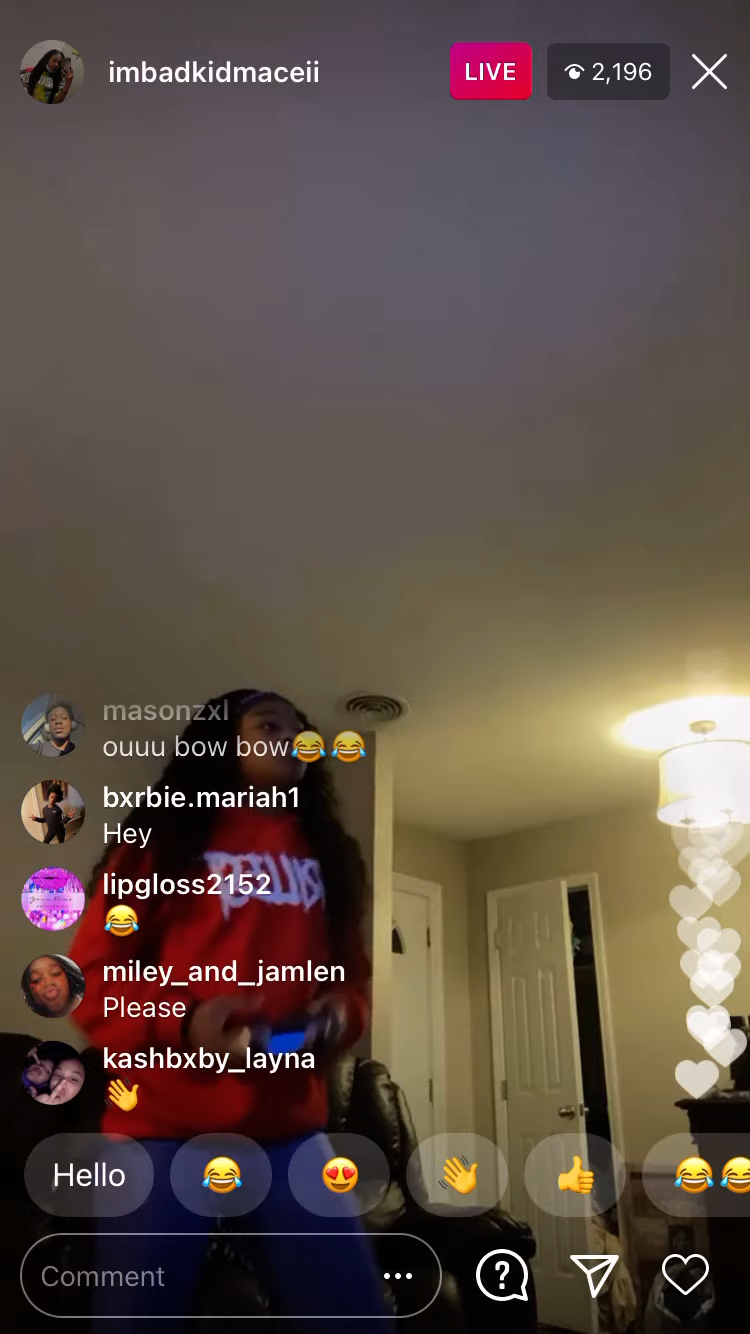 imbadkidmaceii
LIVE
2,196
masonzxl
ouuu bow bow😂😂
bxrbie.mariah1
Hey
lipgloss2152
😂
miley_and_jamlen
Please
kashbxby_layna
👋
Hello
Comment